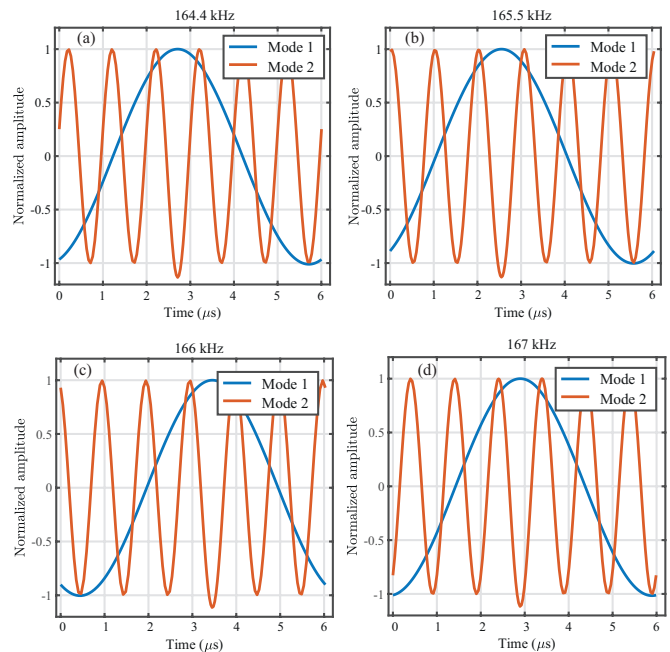 164.4 kHz
(a)
Mode 1
Mode 2
1
0.5
0
-0.5
-1
Normalized amplitude
0 1 2 3 4 5 6
Time (μs)
165.5 kHz
(b)
Mode 1
Mode 2
1
0.5
0
-0.5
-1
Normalized amplitude
0 1 2 3 4 5 6
Time (μs)
166 kHz
(c)
Mode 1
Mode 2
1
0.5
0
-0.5
-1
Normalized amplitude
0 1 2 3 4 5 6
Time (μs)
167 kHz
(d)
Mode 1
Mode 2
1
0.5
0
-0.5
-1
Normalized amplitude
0 1 2 3 4 5 6
Time (μs)